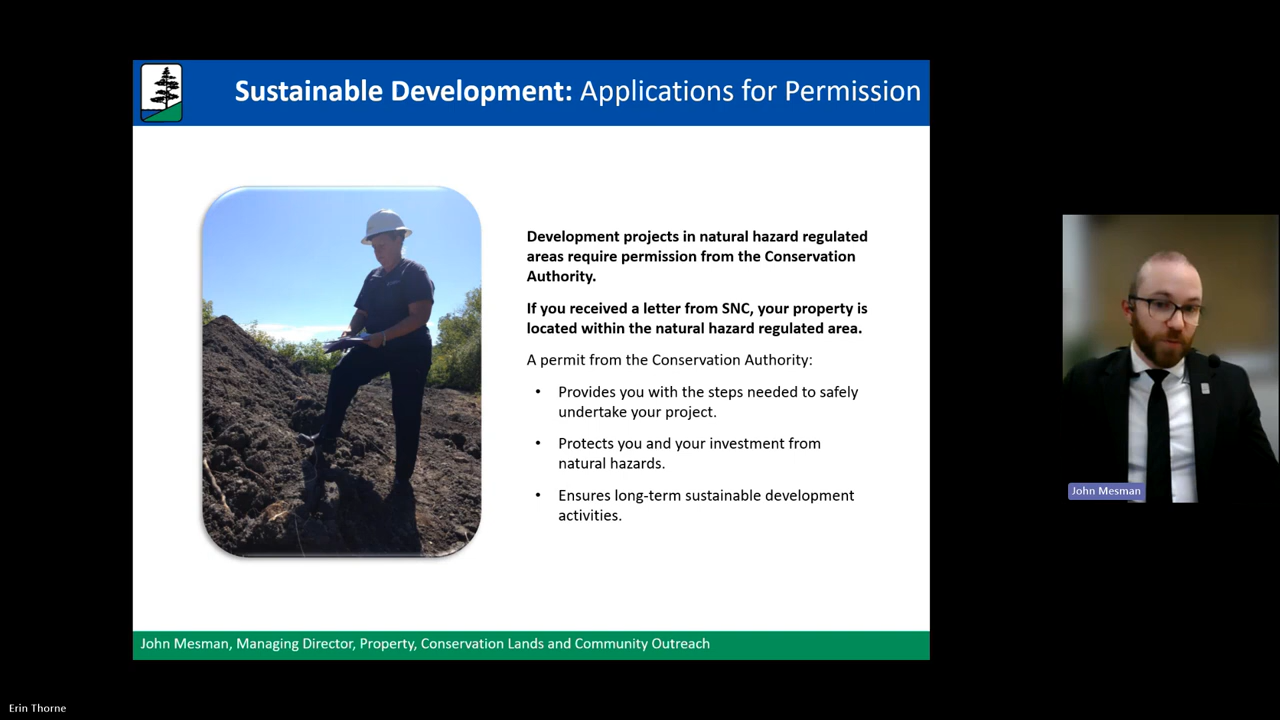 Sustainable Development: Applications for Permission
Development projects in natural hazard regulated
areas require permission from the Conservation
Authority.
If you received a letter from SNC, your property is
located within the natural hazard regulated area.
A permit from the Conservation Authority:
• Provides you with the steps needed to safely
undertake your project.
• Protects you and your investment from
natural hazards.
• Ensures long-term sustainable development
activities.
John Mesman, Managing Director, Property, Conservation Lands and Community Outreach
John Mesman
Erin Thorne